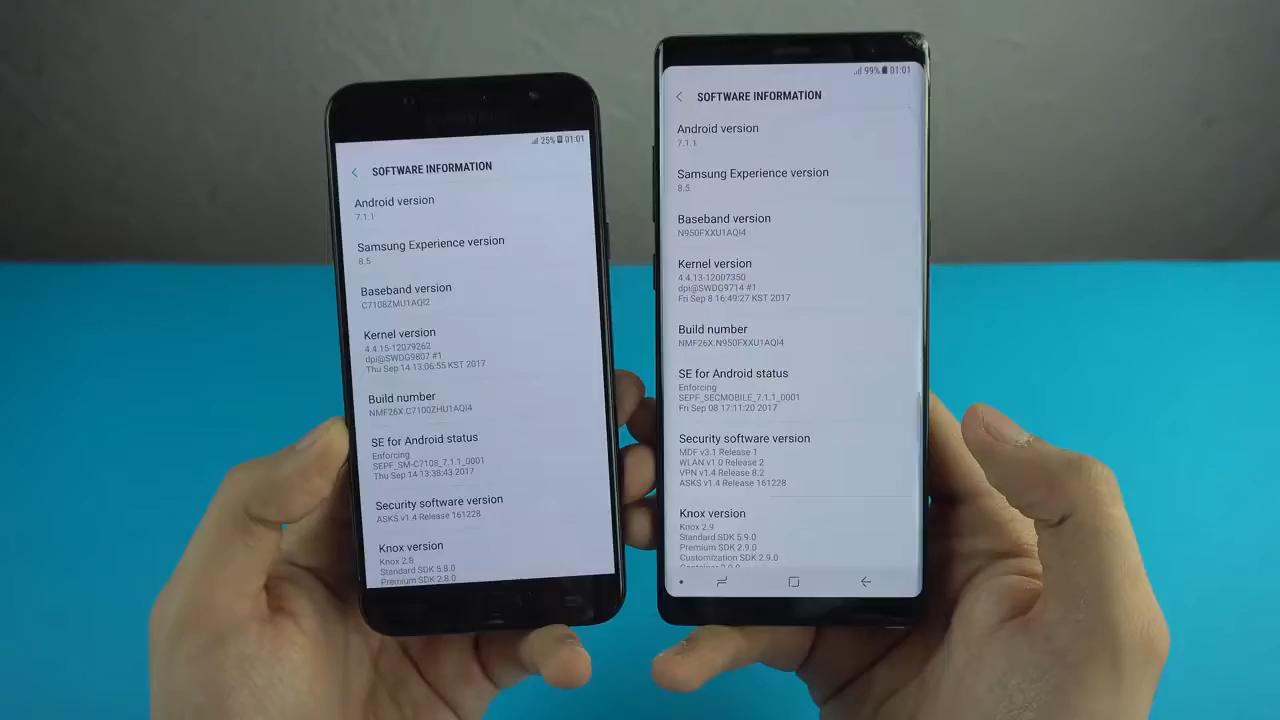 25% 01:01
SOFTWARE INFORMATION
Android version
7.1.1
Samsung Experience version
8.5
Baseband version
C7108ZMU1AQI2
Kernel version
4.4.15-12079262
dpi@SWDG9807 #1
Thu Sep 14 13:06:55 KST 2017
Build number
NMF26X.C7100ZHU1AQI4
SE for Android status
Enforcing
SEPF_SM-C7108_7.1.1_0001
Thu Sep 14 13:38:43 2017
Security software version
ASKS v1.4 Release 161228
Knox version
Knox 2.8
Standard SDK 5.8.0
Premium SDK 2.8.0
99% 01:01
SOFTWARE INFORMATION
Android version
7.1.1
Samsung Experience version
8.5
Baseband version
N950FXXU1AQI4
Kernel version
4.4.13-12007350
dpi@SWDG9714 #1
Fri Sep 8 16:49:27 KST 2017
Build number
NMF26X.N950FXXU1AQI4
SE for Android status
Enforcing
SEPF_SECMOBILE_7.1.1_0001
Fri Sep 08 17:11:20 2017
Security software version
MDF v3.1 Release 1
WLAN v1.0 Release 2
VPN v1.4 Release 8.2
ASKS v1.4 Release 161228
Knox version
Knox 2.9
Standard SDK 5.9.0
Premium SDK 2.9.0
Customization SDK 2.9.0